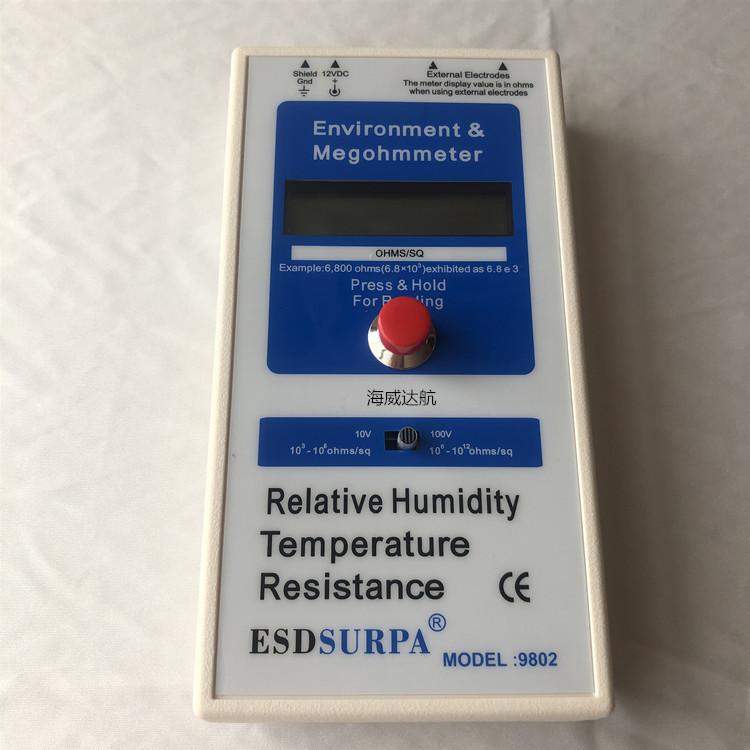 Shield 12VDC
Gnd +
External Electrodes
The meter display value is in ohms
when using external electrodes
Environment &
Megohmmeter
OHMS/SQ
Example:6,800 ohms(6.8×10³)exhibited as 6.8 e 3
Press & Hold
For
海威达航
10V 100V
10³-10⁸ohms/sq 10⁶-10¹²ohms/sq
Relative Humidity
Temperature
Resistance CE
ESDSURPA®
MODEL :9802